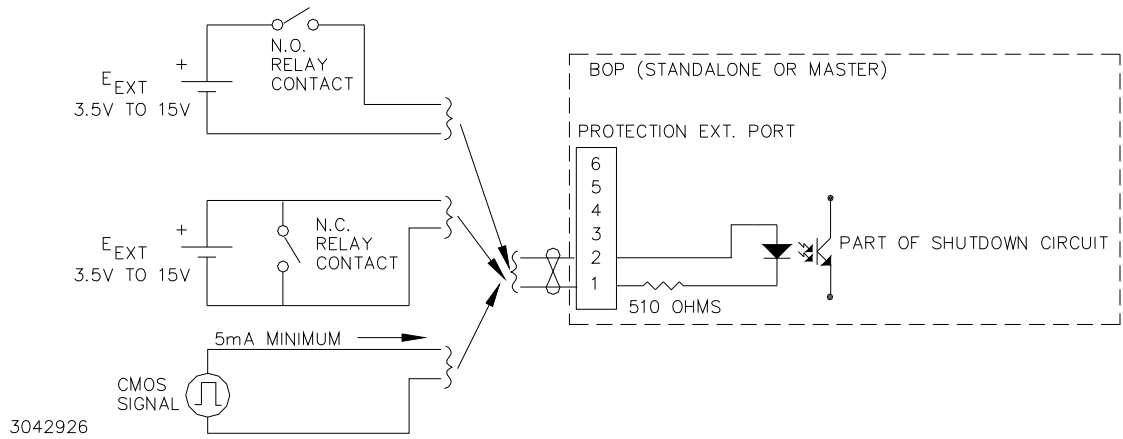 N.O.
RELAY
CONTACT
+
E EXT
3.5V TO 15V
BOP (STANDALONE OR MASTER)
PROTECTION EXT. PORT
6
5
4
3
2
1
510 OHMS
PART OF SHUTDOWN CIRCUIT
+
E EXT
3.5V TO 15V
N.C.
RELAY
CONTACT
5mA MINIMUM
CMOS
SIGNAL
3042926